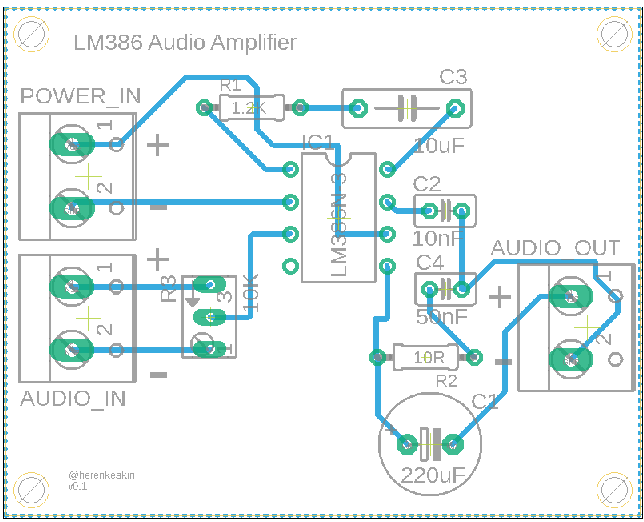 LM386 Audio Amplifier
POWER_IN
1
2
+
-
R1
1.2K
C3
10uF
IC1
LM386N-3
C2
10nF
C4
50nF
AUDIO_OUT
1
2
+
-
R3
3
1
10K
+
-
1
2
AUDIO_IN
10R
R2
C1
220uF
@herenkeskin
v0.1